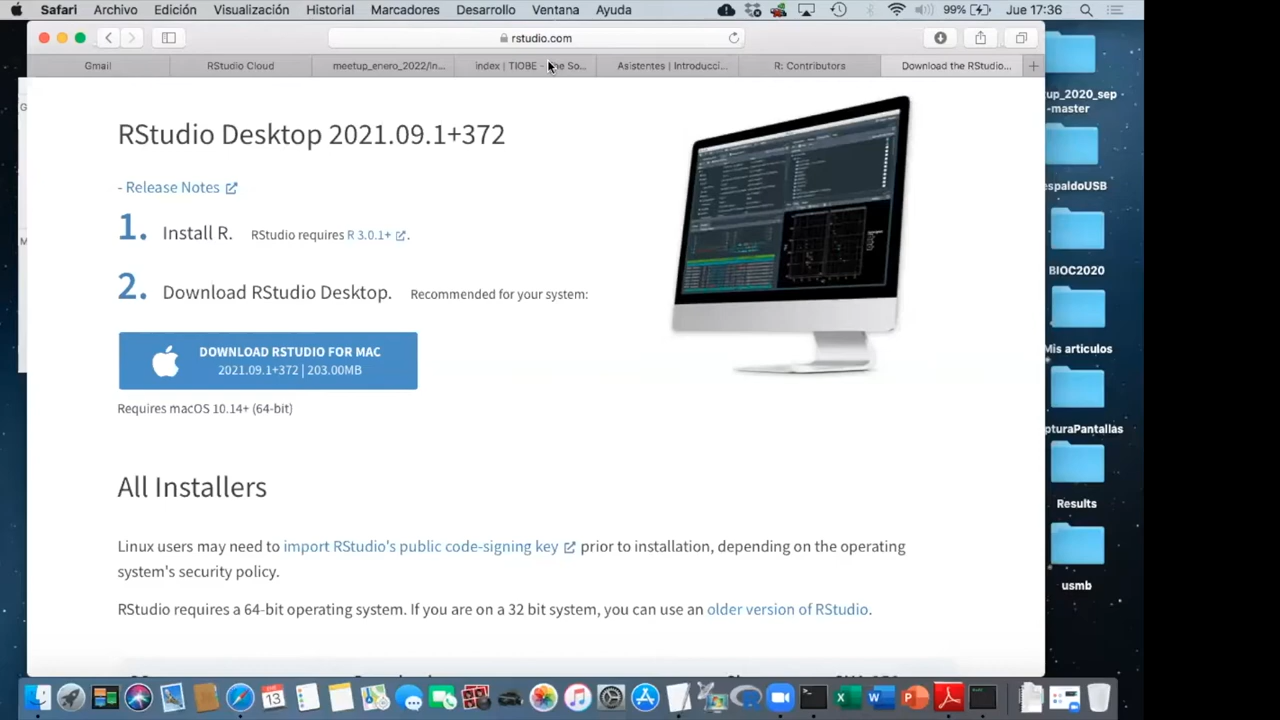 Safari Archivo Edición Visualización Historial Marcadores Desarrollo Ventana Ayuda 99% Jue 17:36
rstudio.com
Gmail RStudio Cloud meetup_enero_2022/In... index | TIOBE - The So... Asistentes | Introducci... R: Contributors Download the RStudio...
RStudio Desktop 2021.09.1+372
- Release Notes
1. Install R. RStudio requires R 3.0.1+.
2. Download RStudio Desktop. Recommended for your system:
DOWNLOAD RSTUDIO FOR MAC
2021.09.1+372 | 203.00MB
Requires macOS 10.14+ (64-bit)
All Installers
Linux users may need to import RStudio's public code-signing key prior to installation, depending on the operating
system's security policy.
RStudio requires a 64-bit operating system. If you are on a 32 bit system, you can use an older version of RStudio.
up_2020_sep
-master
espaldoUSB
BIOC2020
Mis articulos
pturaPantallas
Results
usmb
13